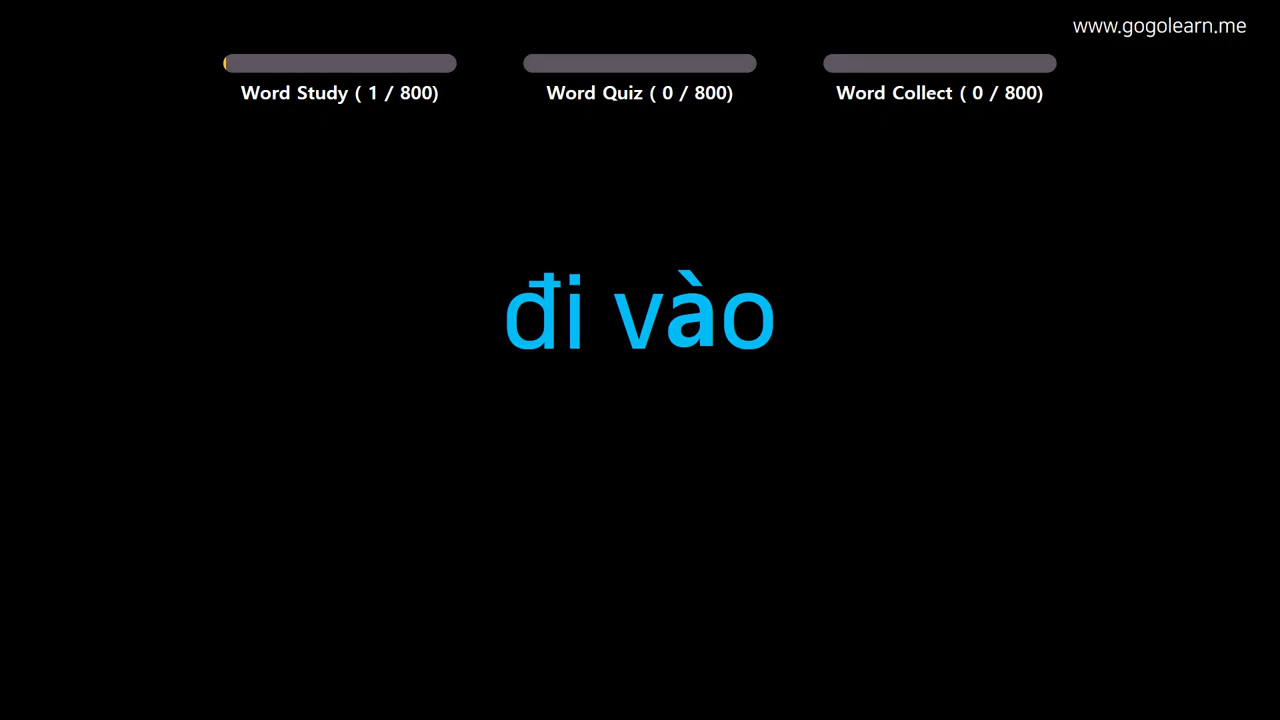 www.gogolearn.me
Word Study ( 1 / 800)
Word Quiz ( 0 / 800)
Word Collect ( 0 / 800)
đi vào